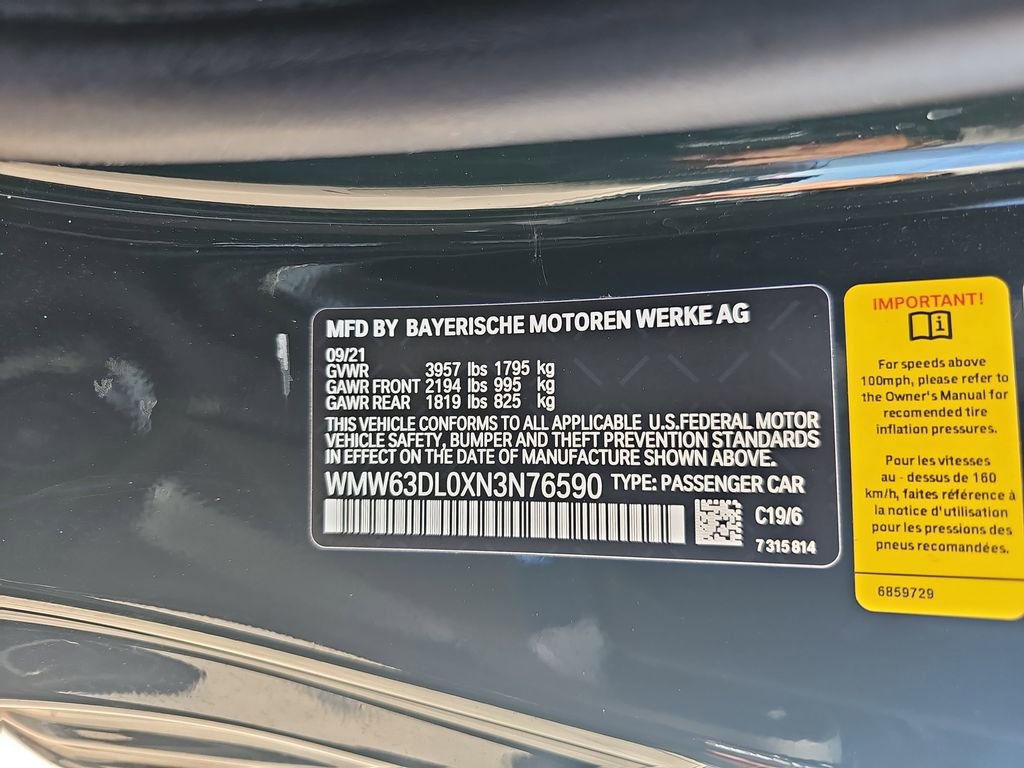 MFD BY BAYERISCHE MOTOREN WERKE AG
09/21
GVWR 3957 lbs 1795 kg
GAWR FRONT 2194 lbs 995 kg
GAWR REAR 1819 lbs 825 kg
THIS VEHICLE CONFORMS TO ALL APPLICABLE U.S.FEDERAL MOTOR
VEHICLE SAFETY, BUMPER AND THEFT PREVENTION STANDARDS
IN EFFECT ON THE DATE OF MANUFACTURE SHOWN ABOVE.
WMW63DL0XN3N76590 TYPE: PASSENGER CAR
C19/6
7 315 814
IMPORTANT!
For speeds above
100mph, please refer to
the Owner's Manual for
recomended tire
inflation pressures.
Pour les vitesses
au - dessus de 160
km/h, faites référence à
la notice d'utilisation
pour les pressions des
pneus recomandées.
6859729